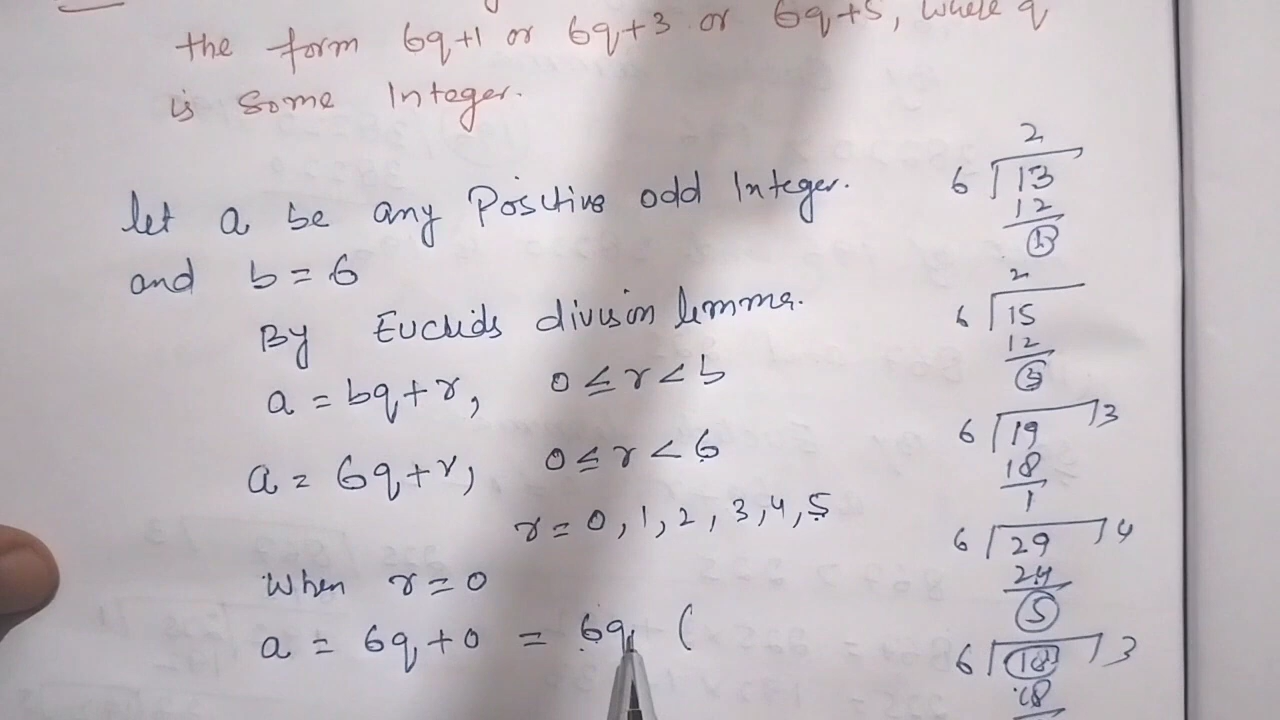 the form 6q+1 or 6q+3 or 6q+5, where q
is some Integer.
let a be any Positive odd Integer.
and b = 6
By Euclids division lemma.
a = bq+r, 0 ≤ r < b
a = 6q+r, 0 ≤ r < 6
r = 0, 1, 2, 3, 4, 5
When r = 0
a = 6q+0 = 6q (
2
6 13
12
2
6 15
12
3
6 19 3
18
1
6 29 4
24
5
6 18 3
18